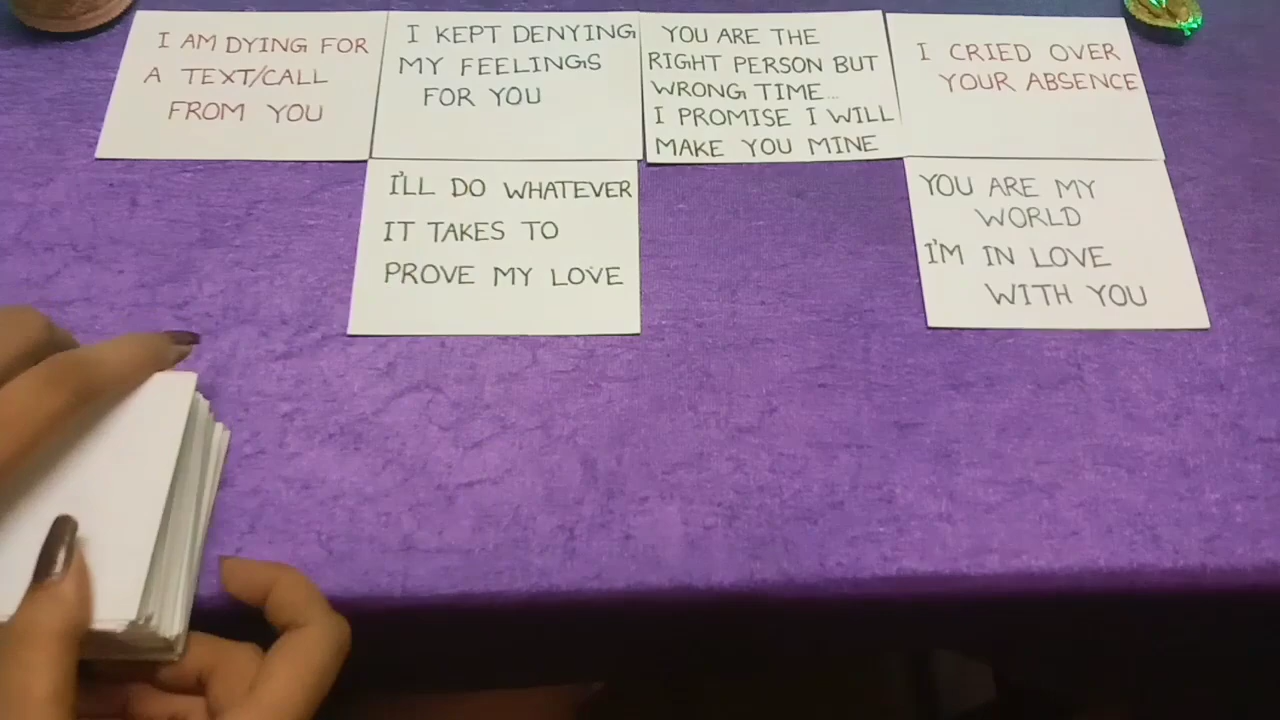 I AM DYING FOR
A TEXT/CALL
FROM YOU
I KEPT DENYING
MY FEELINGS
FOR YOU
YOU ARE THE
RIGHT PERSON BUT
WRONG TIME...
I PROMISE I WILL
MAKE YOU MINE
I CRIED OVER
YOUR ABSENCE
I'LL DO WHATEVER
IT TAKES TO
PROVE MY LOVE
YOU ARE MY
WORLD
I'M IN LOVE
WITH YOU